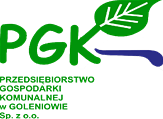 PGK
PRZEDSIĘBIORSTWO
GOSPODARKI
KOMUNALNEJ
w GOLENIOWIE
Sp. z o.o.